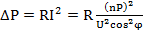 ΔP = RI² = R (nP)²/U²cos²φ